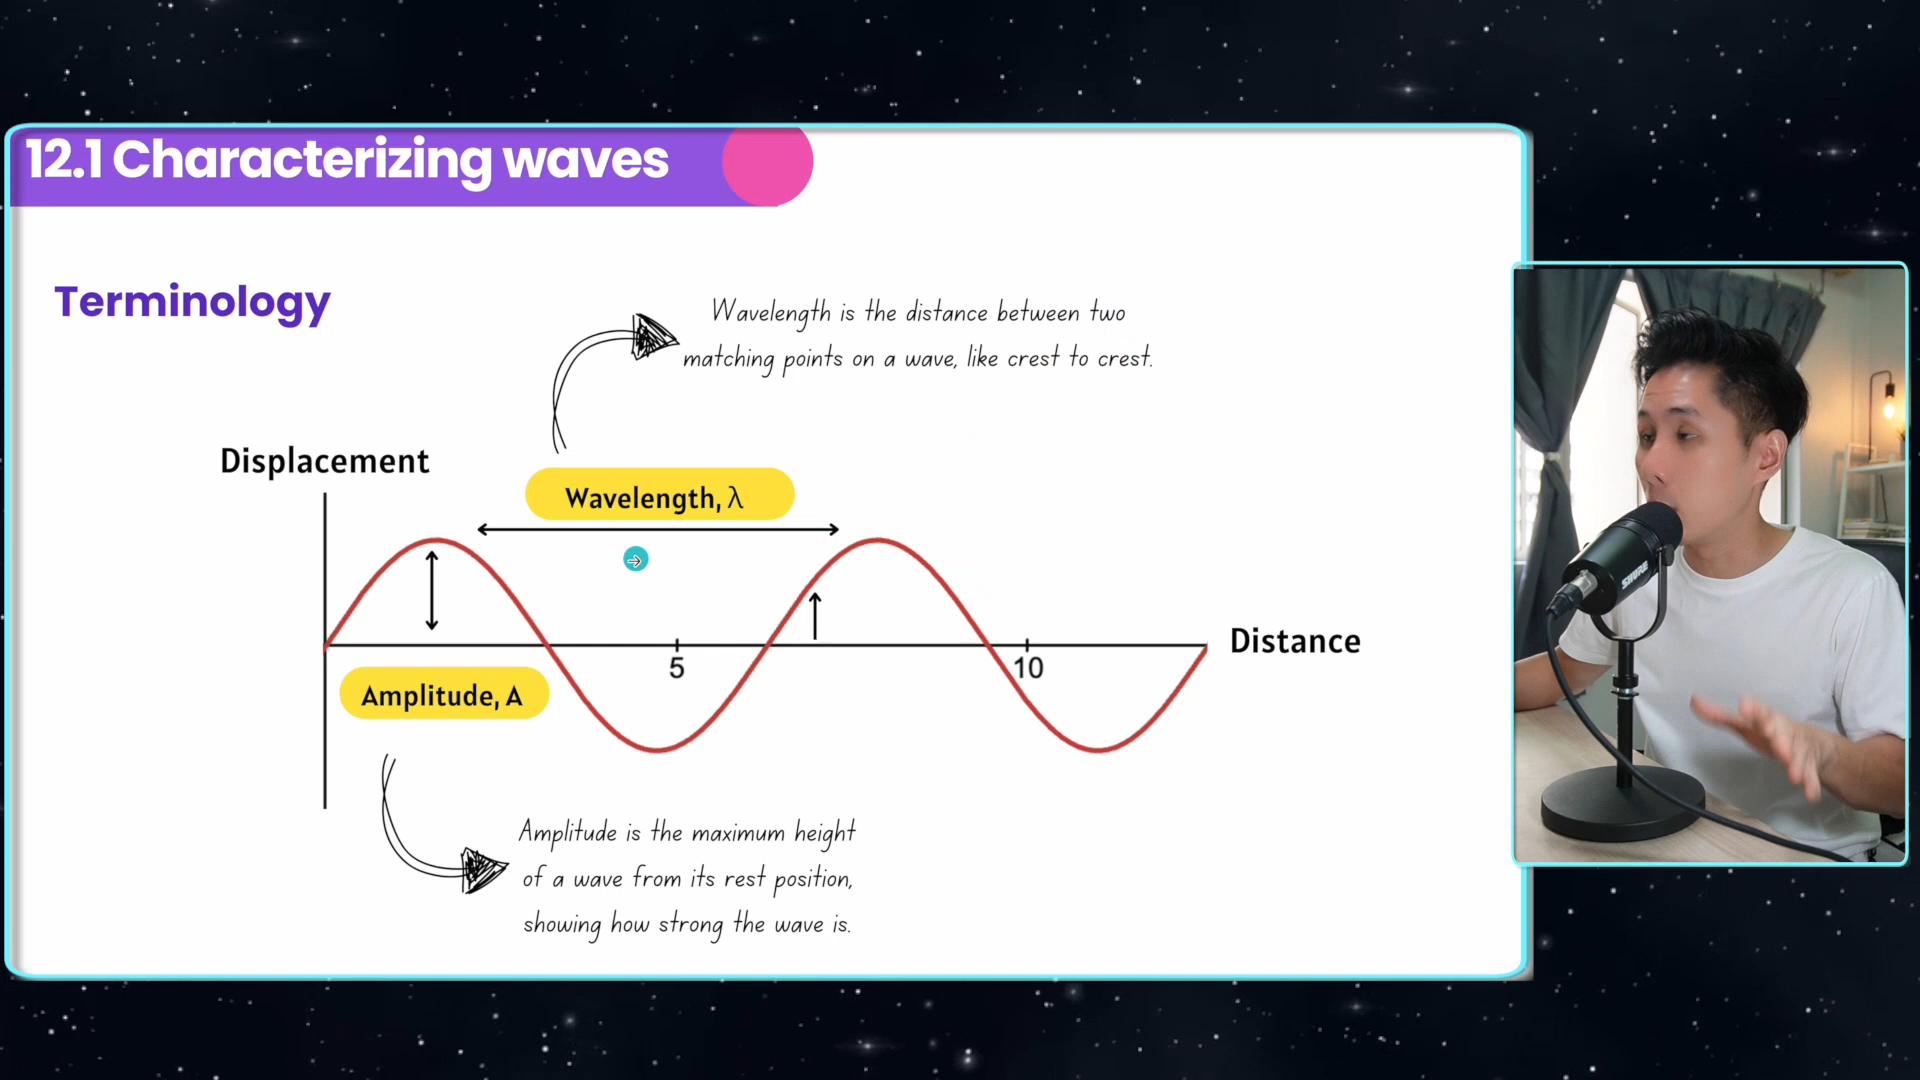 12.1 Characterizing waves
Terminology
Wavelength is the distance between two
matching points on a wave, like crest to crest.
Displacement
Wavelength, λ
Distance
5
10
Amplitude, A
Amplitude is the maximum height
of a wave from its rest position,
showing how strong the wave is.
SHURE